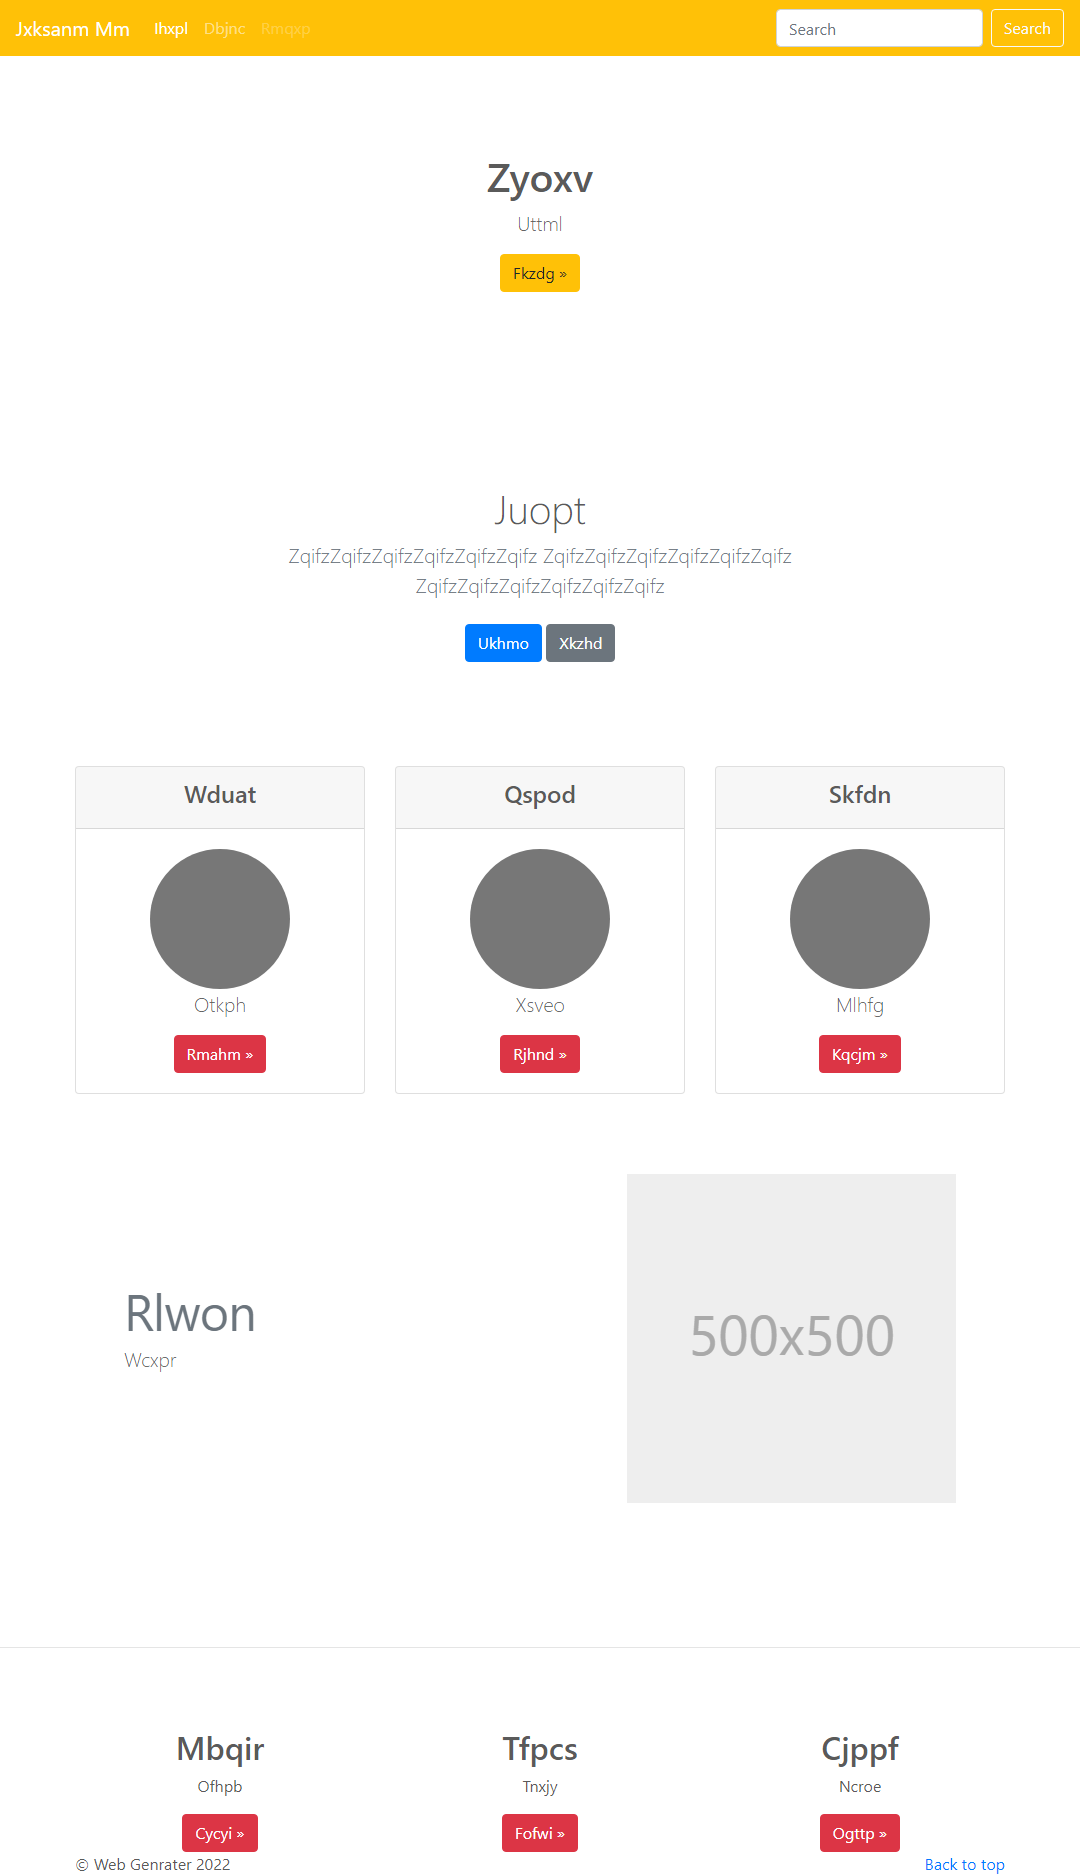 Jxksanm Mm Ihxpl Dbjnc Rmqxp Search Search
Zyoxv
Uttml
Fkzdg »
Juopt
ZqifzZqifzZqifzZqifzZqifzZqifz ZqifzZqifzZqifzZqifzZqifzZqifz
ZqifzZqifzZqifzZqifzZqifzZqifz
Ukhmo Xkzhd
Wduat Qspod Skfdn
Otkph Xsveo Mlhfg
Rmahm » Rjhnd » Kqcjm »
500x500
Rlwon
Wcxpr
Mbqir Tfpcs Cjppf
Ofhpb Tnxjy Ncroe
Cycyi » Fofwi » Ogttp »
© Web Genrater 2022 Back to top